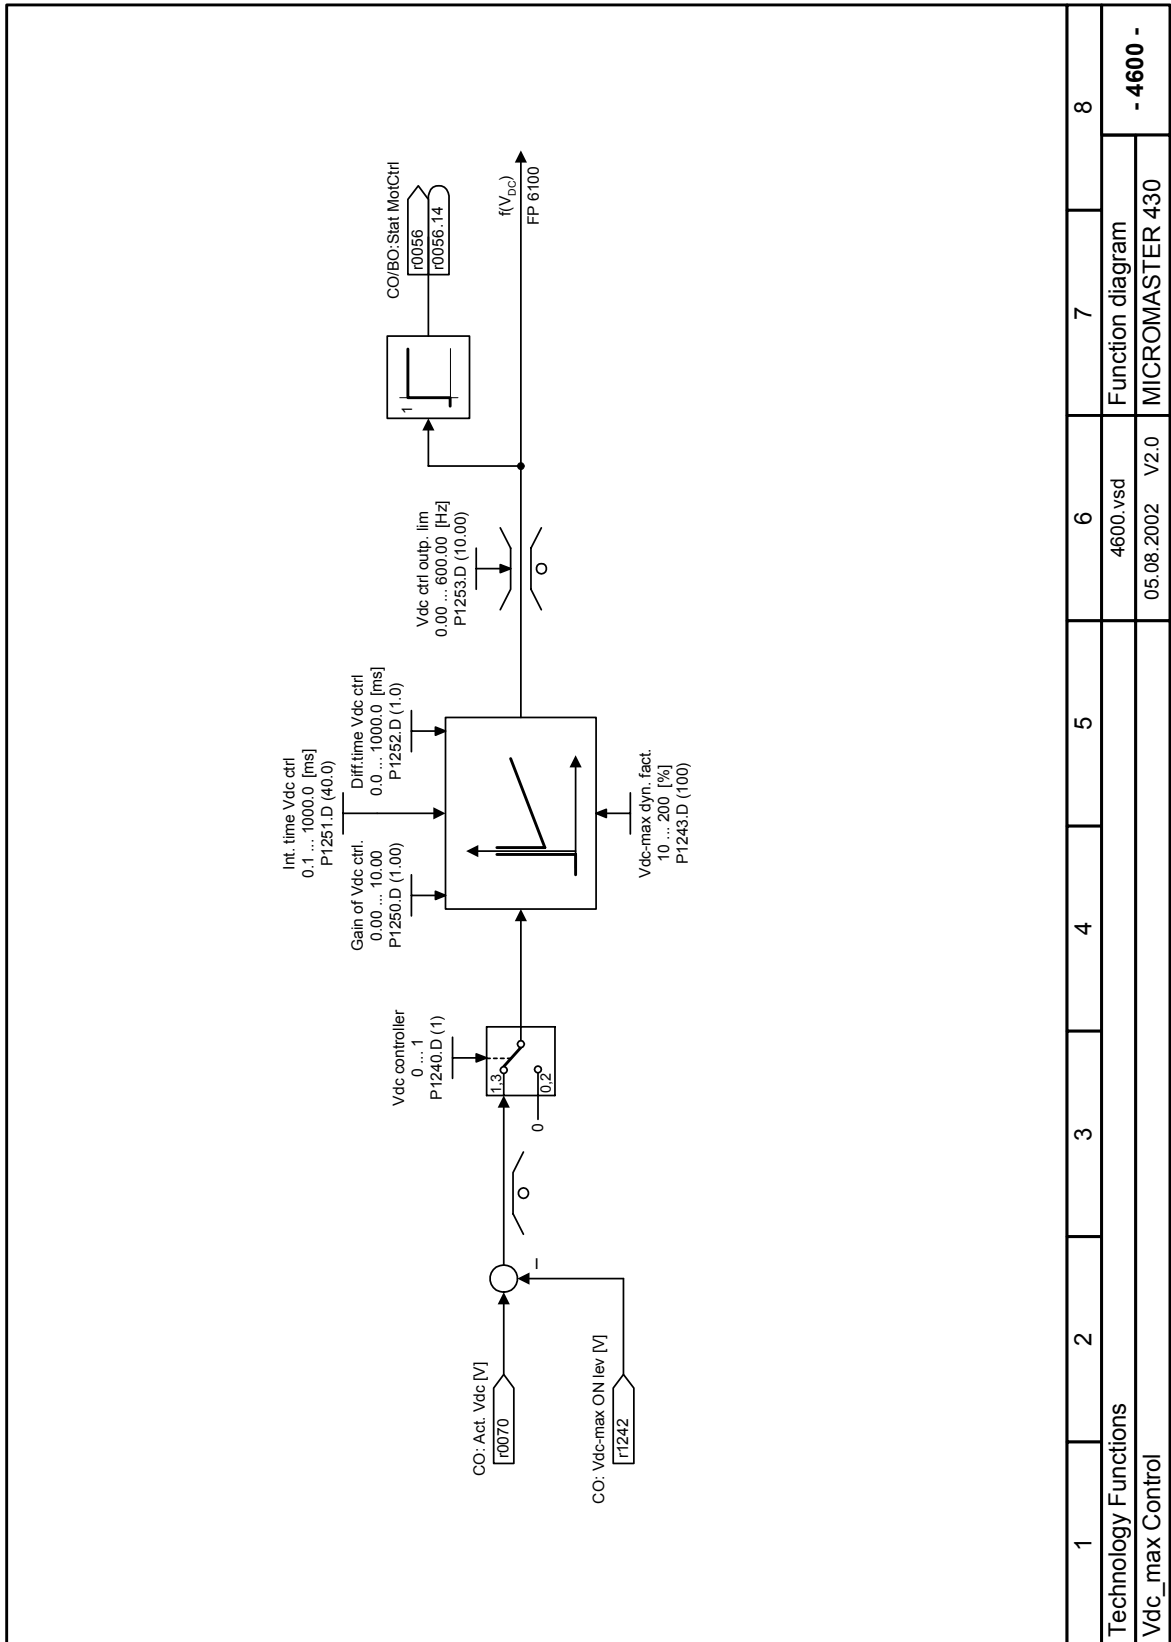 CO: Act. Vdc [V]
r0070
CO: Vdc-max ON lev [V]
r1242
–
Vdc controller
0 ... 1
P1240.D (1)
1,3
0,2
0
0
Gain of Vdc ctrl.
0.00 ... 10.00
P1250.D (1.00)
Int. time Vdc ctrl
0.1 ... 1000.0 [ms]
P1251.D (40.0)
Diff.time Vdc ctrl
0.0 ... 1000.0 [ms]
P1252.D (1.0)
Vdc-max dyn. fact.
10 ... 200 [%]
P1243.D (100)
Vdc ctrl outp. lim
0.00 ... 600.00 [Hz]
P1253.D (10.00)
0
1
CO/BO:Stat MotCtrl
r0056
r0056.14
f(VDC)
FP 6100
1 2 3 4 5 6 7 8
Technology Functions 4600.vsd Function diagram - 4600 -
Vdc_max Control 05.08.2002 V2.0 MICROMASTER 430